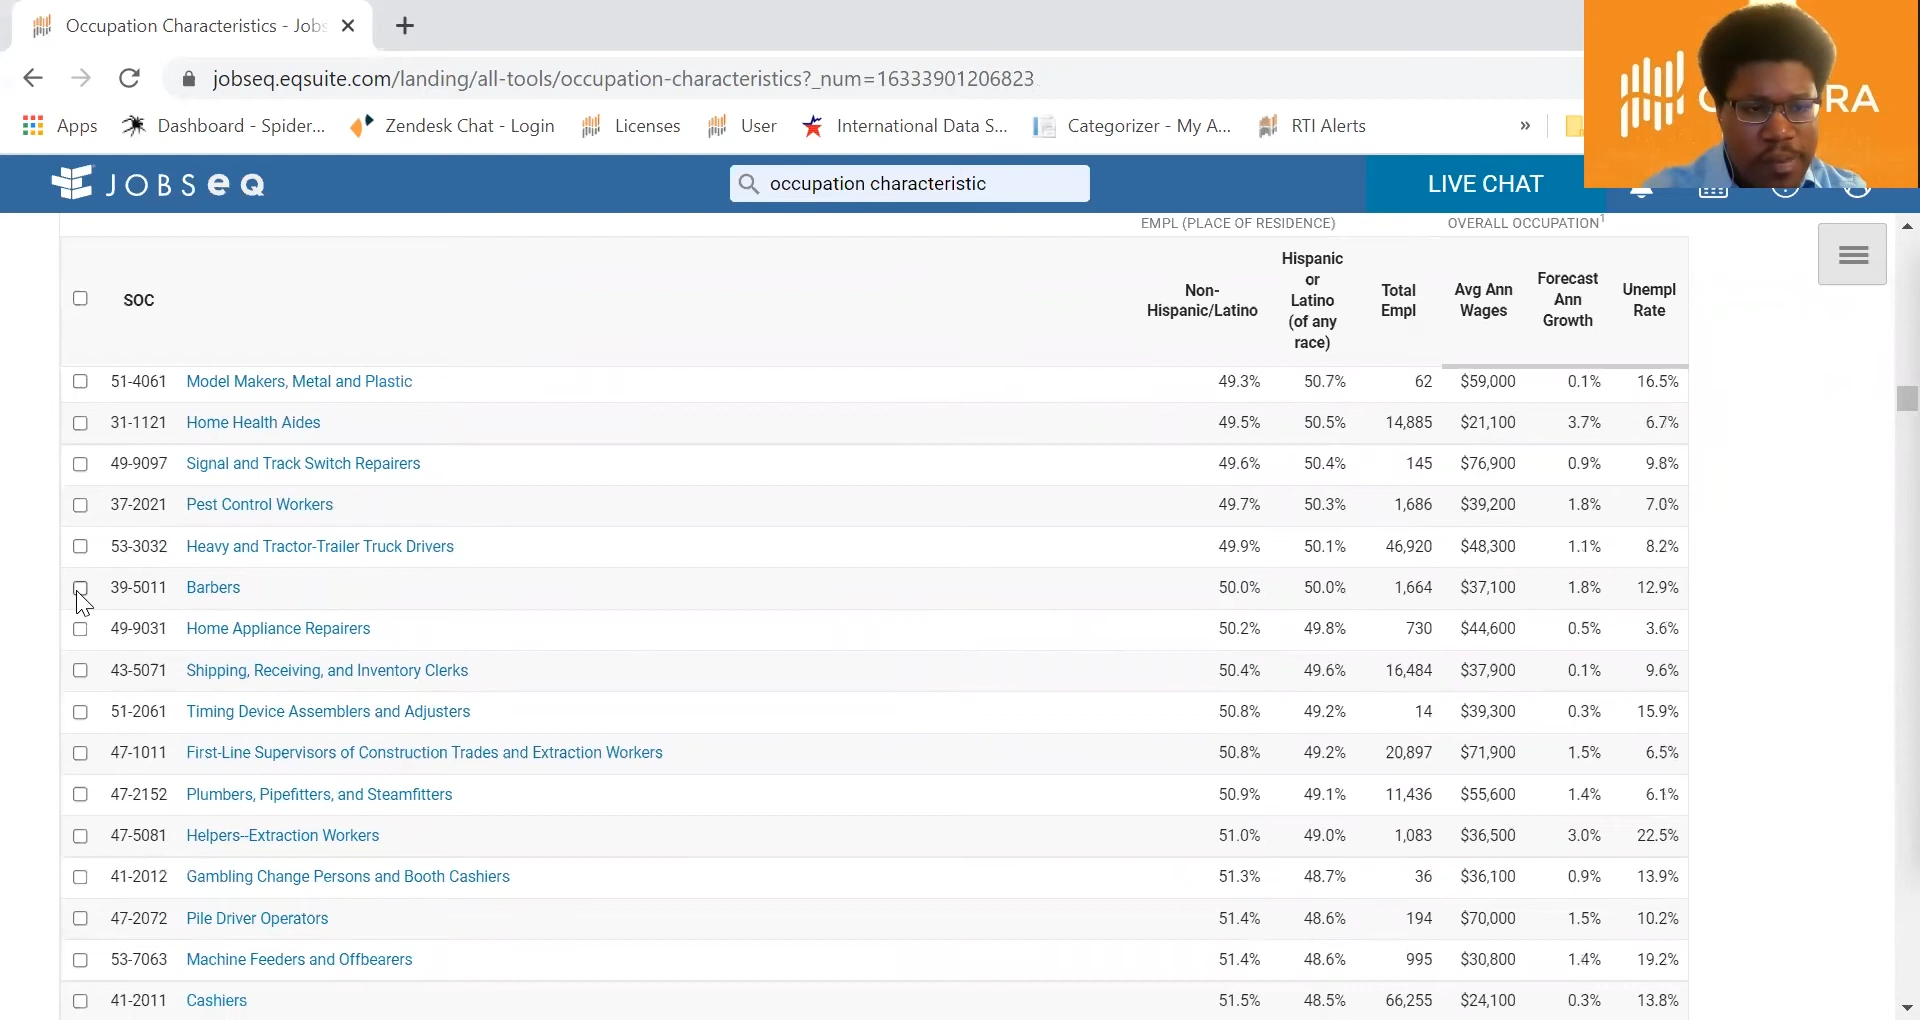 Occupation Characteristics - Jobs
jobseq.eqsuite.com/landing/all-tools/occupation-characteristics?_num=16333901206823
Apps Dashboard - Spider... Zendesk Chat - Login Licenses User International Data S... Categorizer - My A... RTI Alerts »
C RA
JOBS EQ occupation characteristic LIVE CHAT
EMPL (PLACE OF RESIDENCE) OVERALL OCCUPATION1
SOC Non-Hispanic/Latino Hispanic or Latino (of any race) Total Empl Avg Ann Wages Forecast Ann Growth Unempl Rate
51-4061 Model Makers, Metal and Plastic 49.3% 50.7% 62 $59,000 0.1% 16.5%
31-1121 Home Health Aides 49.5% 50.5% 14,885 $21,100 3.7% 6.7%
49-9097 Signal and Track Switch Repairers 49.6% 50.4% 145 $76,900 0.9% 9.8%
37-2021 Pest Control Workers 49.7% 50.3% 1,686 $39,200 1.8% 7.0%
53-3032 Heavy and Tractor-Trailer Truck Drivers 49.9% 50.1% 46,920 $48,300 1.1% 8.2%
39-5011 Barbers 50.0% 50.0% 1,664 $37,100 1.8% 12.9%
49-9031 Home Appliance Repairers 50.2% 49.8% 730 $44,600 0.5% 3.6%
43-5071 Shipping, Receiving, and Inventory Clerks 50.4% 49.6% 16,484 $37,900 0.1% 9.6%
51-2061 Timing Device Assemblers and Adjusters 50.8% 49.2% 14 $39,300 0.3% 15.9%
47-1011 First-Line Supervisors of Construction Trades and Extraction Workers 50.8% 49.2% 20,897 $71,900 1.5% 6.5%
47-2152 Plumbers, Pipefitters, and Steamfitters 50.9% 49.1% 11,436 $55,600 1.4% 6.1%
47-5081 Helpers--Extraction Workers 51.0% 49.0% 1,083 $36,500 3.0% 22.5%
41-2012 Gambling Change Persons and Booth Cashiers 51.3% 48.7% 36 $36,100 0.9% 13.9%
47-2072 Pile Driver Operators 51.4% 48.6% 194 $70,000 1.5% 10.2%
53-7063 Machine Feeders and Offbearers 51.4% 48.6% 995 $30,800 1.4% 19.2%
41-2011 Cashiers 51.5% 48.5% 66,255 $24,100 0.3% 13.8%